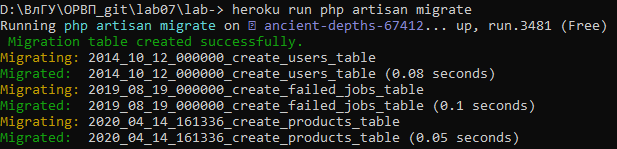 D:\ВлГУ\ОРВП_git\lab07\lab-> heroku run php artisan migrate
Running php artisan migrate on ancient-depths-67412... up, run.3481 (Free)
Migration table created successfully.
Migrating: 2014_10_12_000000_create_users_table
Migrated:  2014_10_12_000000_create_users_table (0.08 seconds)
Migrating: 2019_08_19_000000_create_failed_jobs_table
Migrated:  2019_08_19_000000_create_failed_jobs_table (0.1 seconds)
Migrating: 2020_04_14_161336_create_products_table
Migrated:  2020_04_14_161336_create_products_table (0.05 seconds)